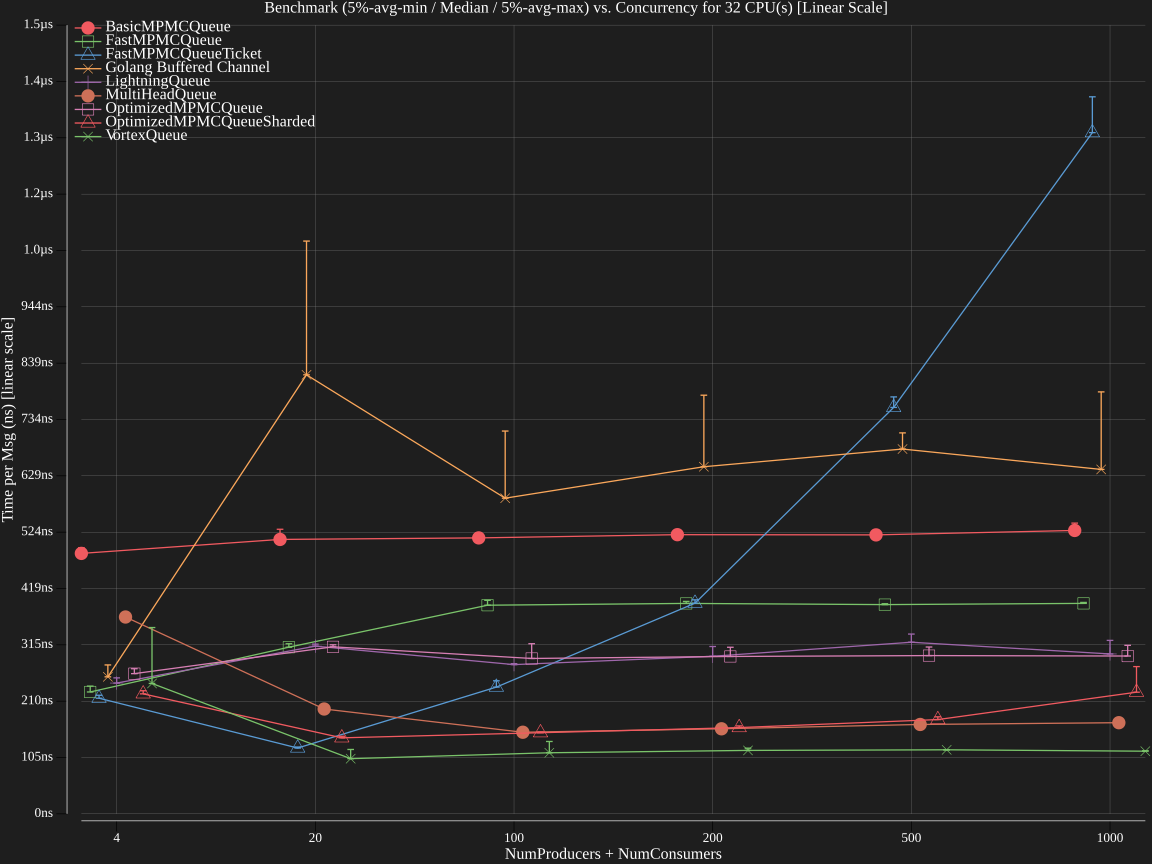 Benchmark (5%-avg-min / Median / 5%-avg-max) vs. Concurrency for 32 CPU(s) [Linear Scale]
1.5µs
BasicMPMCQueue
FastMPMCQueue
FastMPMCQueueTicket
Golang Buffered Channel
LightningQueue
MultiHeadQueue
OptimizedMPMCQueue
OptimizedMPMCQueueSharded
VortexQueue
1.4µs
1.3µs
1.2µs
1.0µs
944ns
839ns
734ns
629ns
524ns
419ns
315ns
210ns
105ns
0ns
Time per Msg (ns) [linear scale]
4 20 100 200 500 1000
NumProducers + NumConsumers